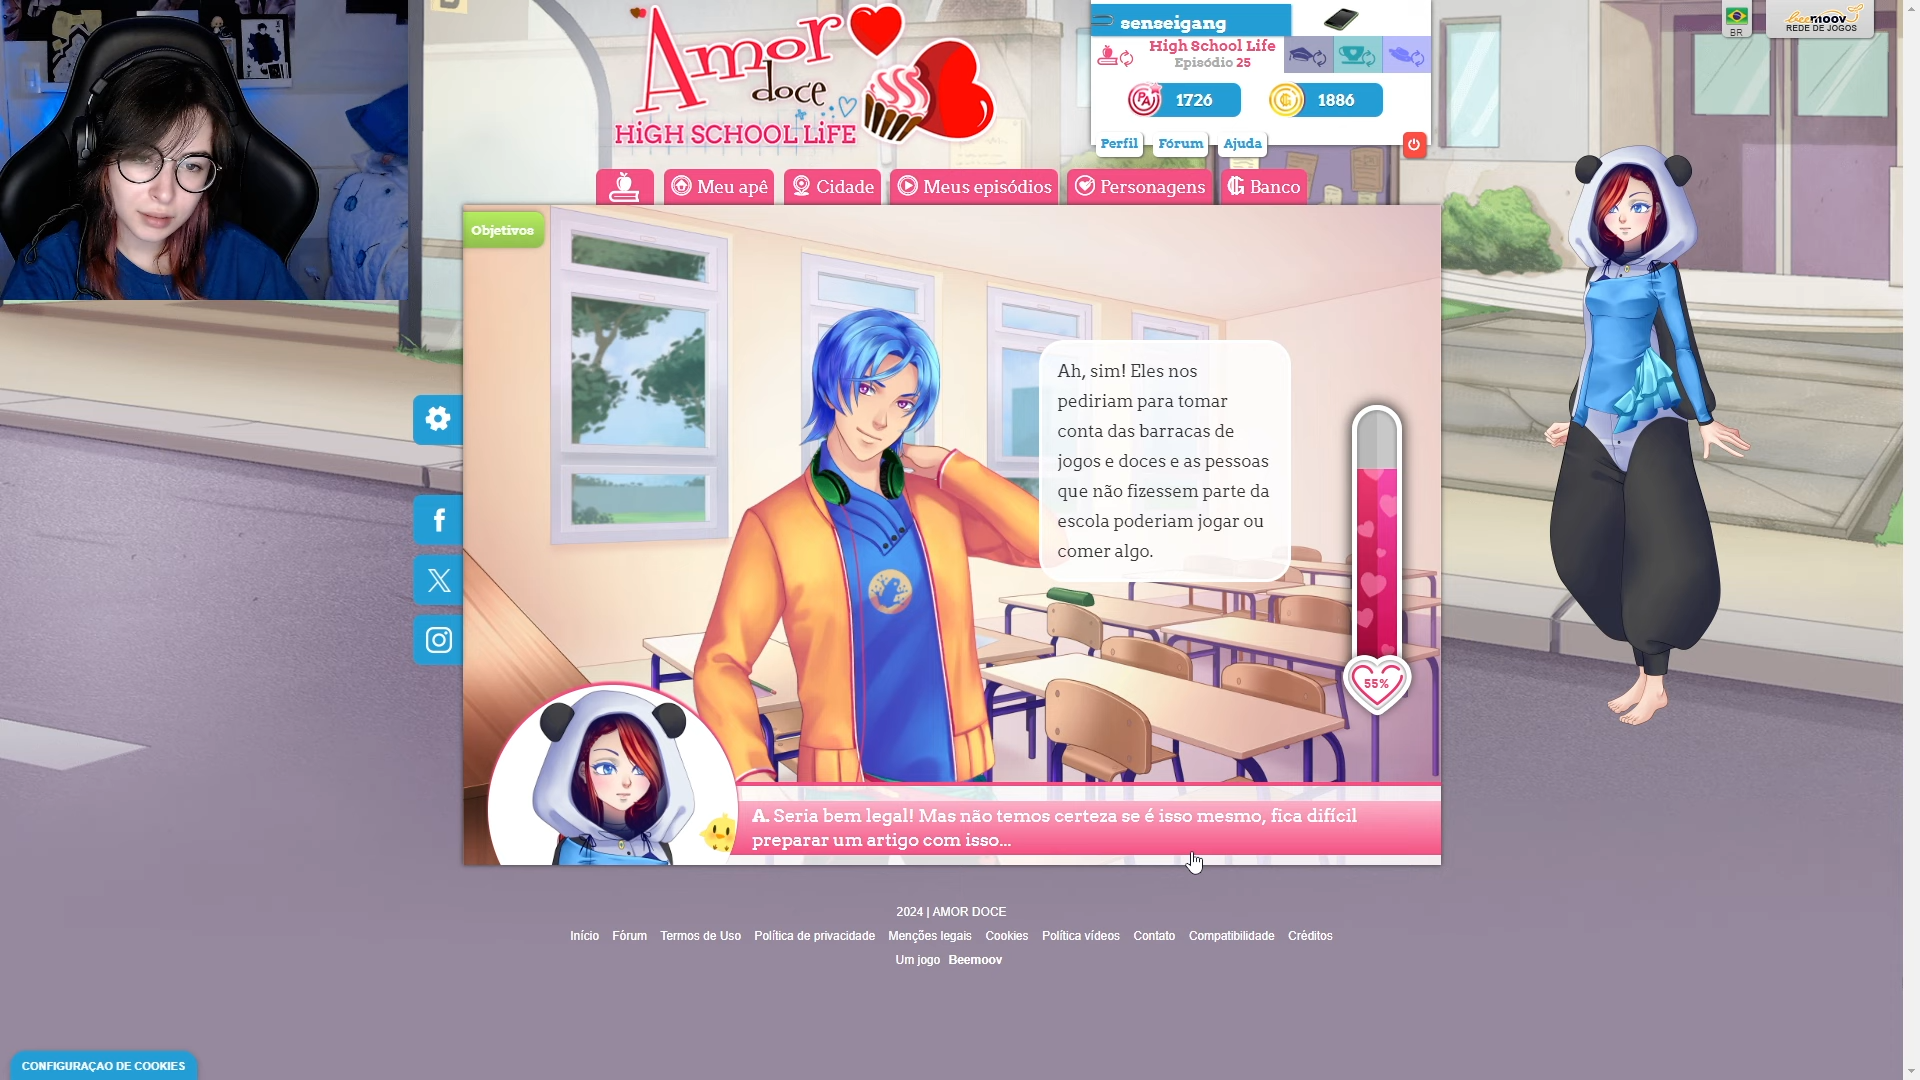 Amor
doce
HiGH SCHOOL LiFE
senseigang
High School Life
Episódio 25
PA 1726
1886
Perfil
Fórum
Ajuda
BR
beemoov
REDE DE JOGOS
Meu apê
Cidade
Meus episódios
Personagens
Banco
Objetivos
Ah, sim! Eles nos
pediriam para tomar
conta das barracas de
jogos e doces e as pessoas
que não fizessem parte da
escola poderiam jogar ou
comer algo.
55%
A. Seria bem legal! Mas não temos certeza se é isso mesmo, fica difícil
preparar um artigo com isso...
2024 | AMOR DOCE
Início Fórum Termos de Uso Política de privacidade Menções legais Cookies Política vídeos Contato Compatibilidade Créditos
Um jogo Beemoov
CONFIGURAÇAO DE COOKIES